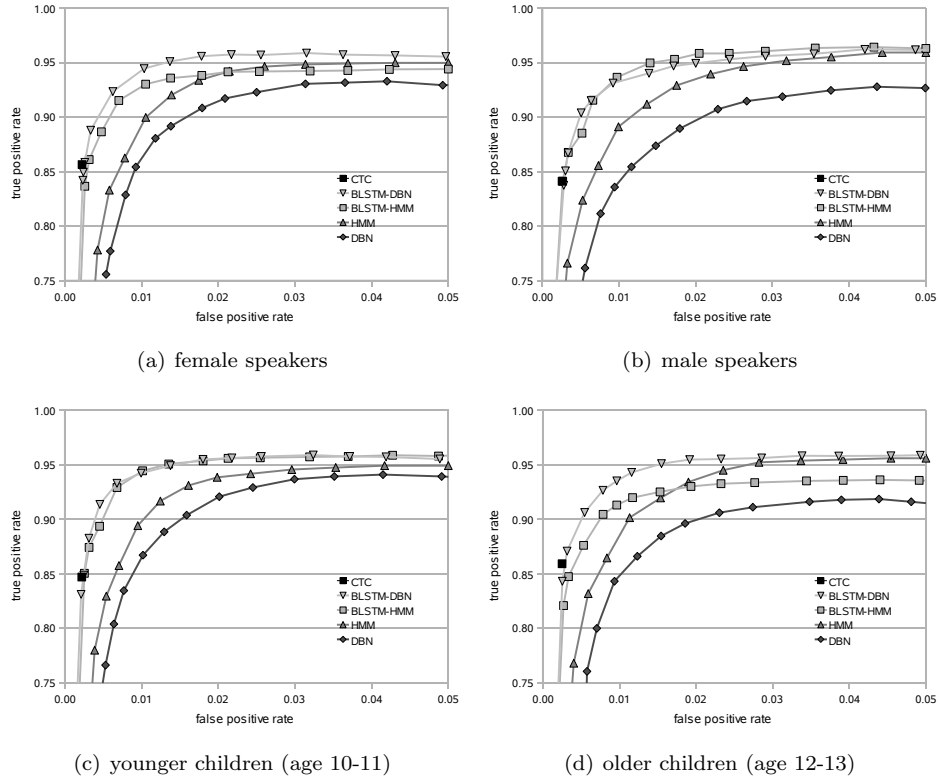 1.00
0.95
0.90
0.85
0.80
0.75
true positive rate
0.00 0.01 0.02 0.03 0.04 0.05
false positive rate
CTC
BLSTM-DBN
BLSTM-HMM
HMM
DBN
(a) female speakers
1.00
0.95
0.90
0.85
0.80
0.75
true positive rate
0.00 0.01 0.02 0.03 0.04 0.05
false positive rate
CTC
BLSTM-DBN
BLSTM-HMM
HMM
DBN
(b) male speakers
1.00
0.95
0.90
0.85
0.80
0.75
true positive rate
0.00 0.01 0.02 0.03 0.04 0.05
false positive rate
CTC
BLSTM-DBN
BLSTM-HMM
HMM
DBN
(c) younger children (age 10-11)
1.00
0.95
0.90
0.85
0.80
0.75
true positive rate
0.00 0.01 0.02 0.03 0.04 0.05
false positive rate
CTC
BLSTM-DBN
BLSTM-HMM
HMM
DBN
(d) older children (age 12-13)